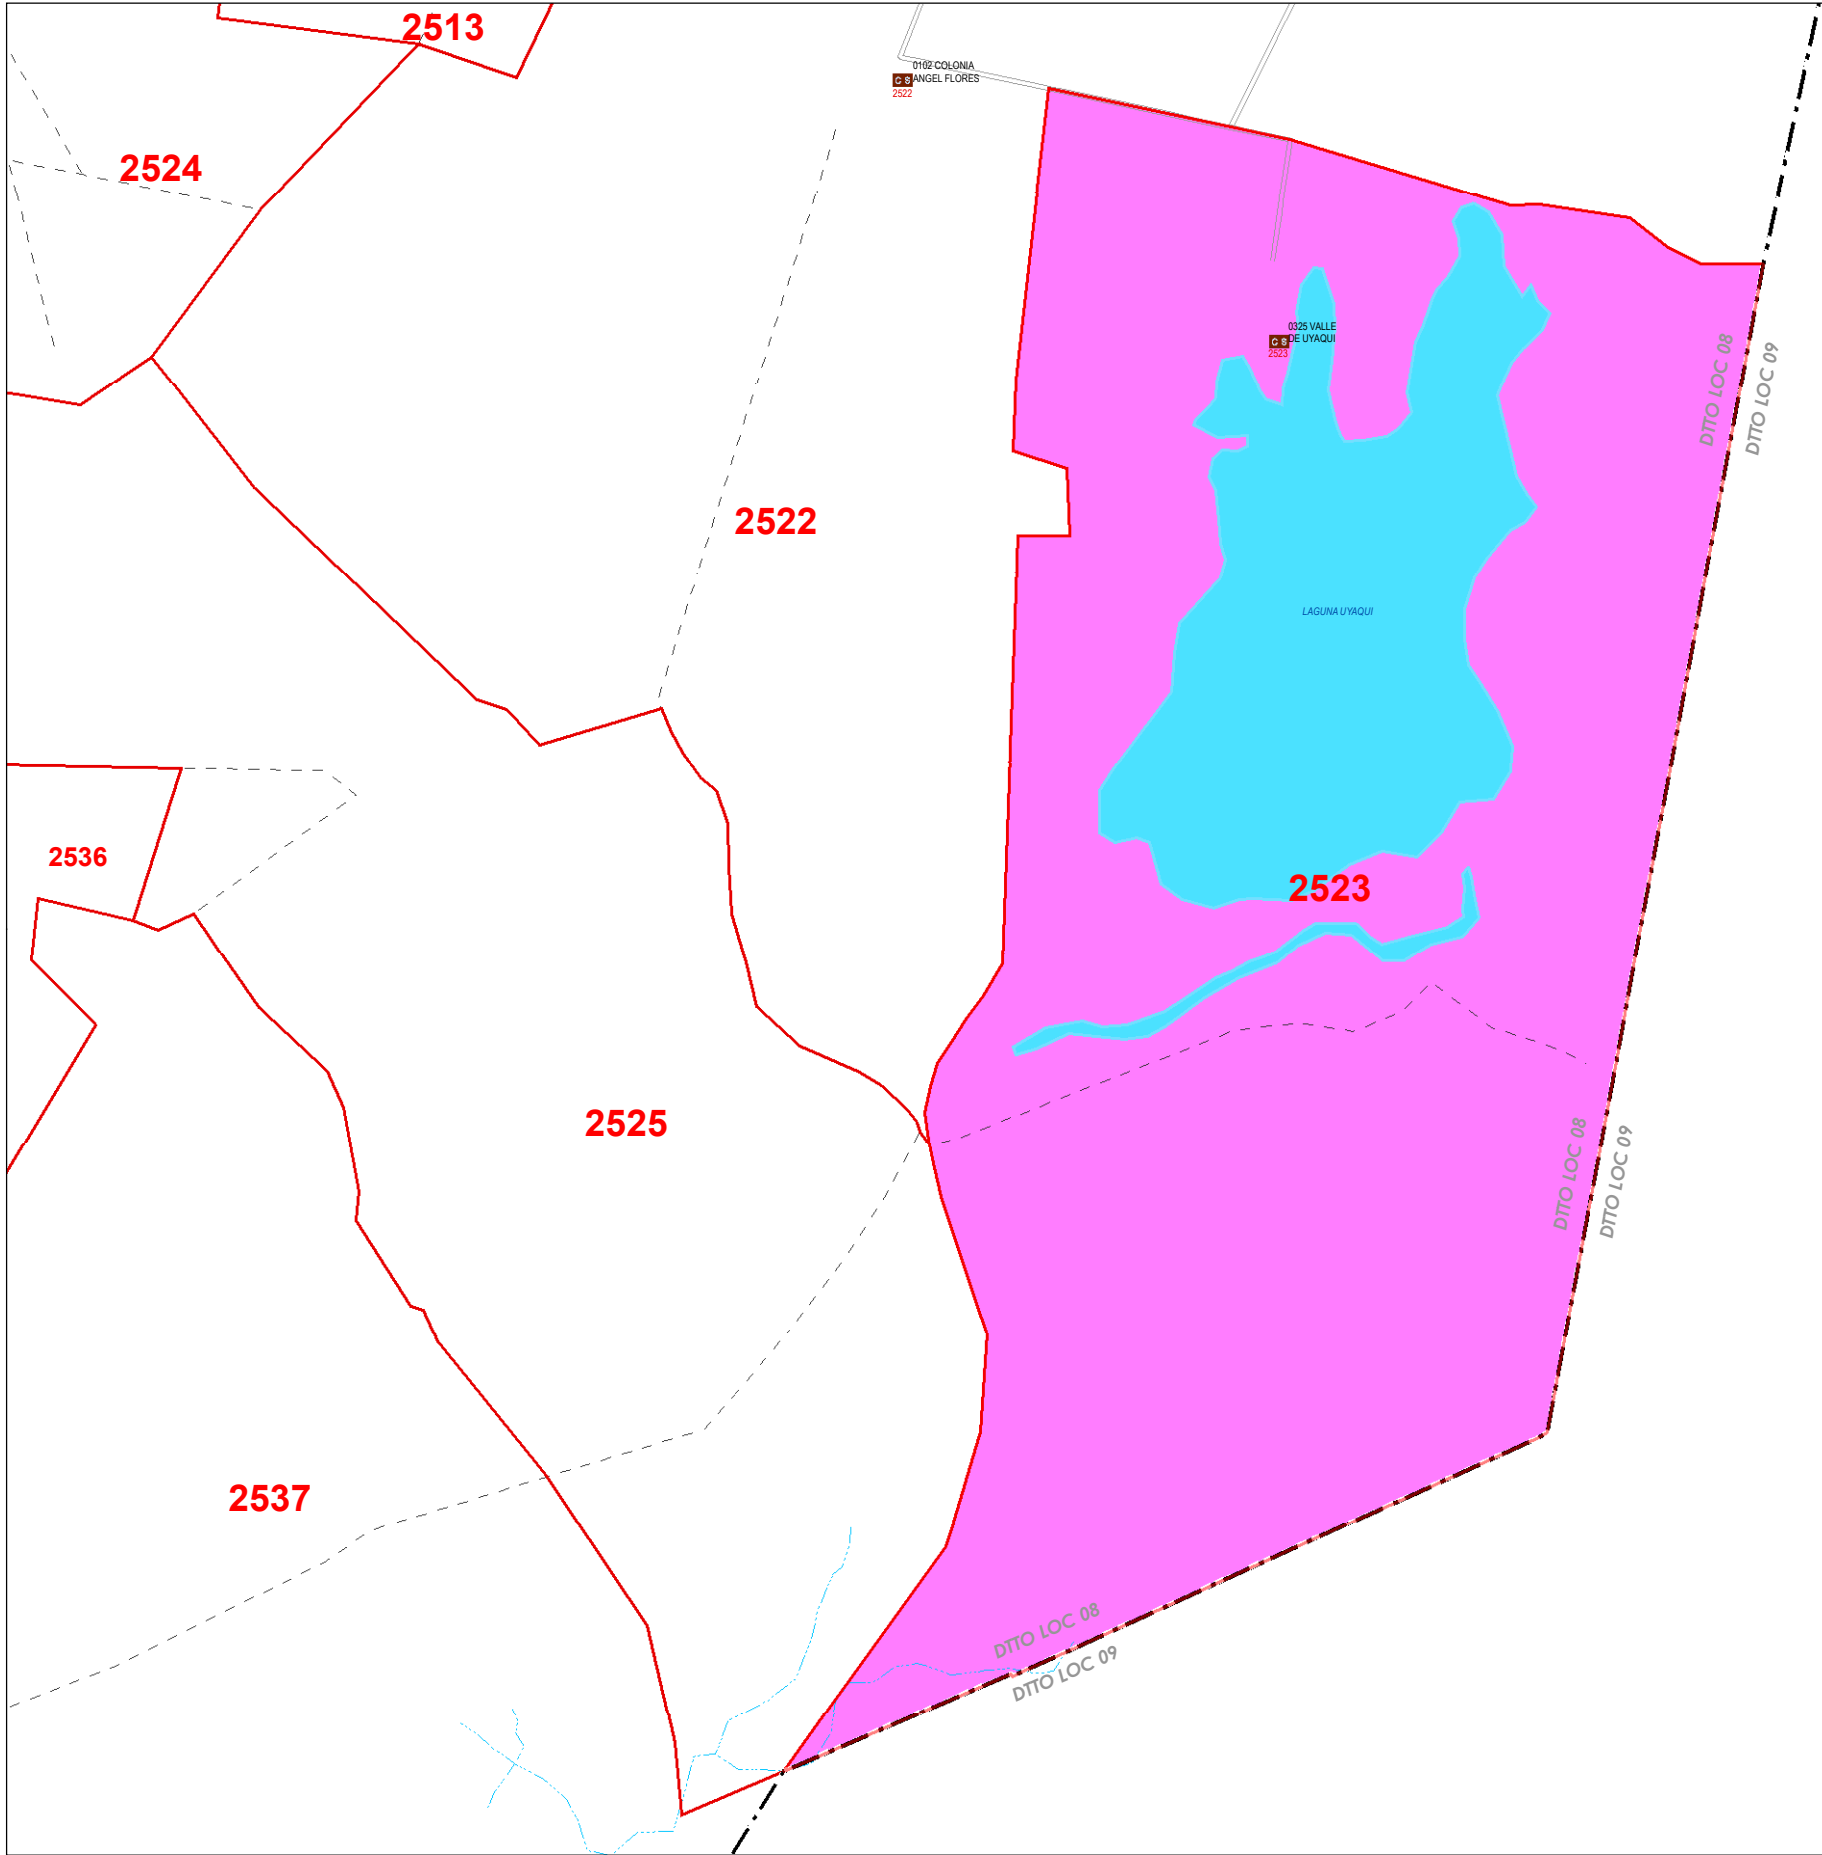 2513
0102 COLONIA
ANGEL FLORES
C S
2522
2524
0325 VALLE
DE UYAQUI
C S
2523
DTTO LOC 08
DTTO LOC 09
2522
LAGUNA UYAQUI
2536
2523
2525
DTTO LOC 08
DTTO LOC 09
2537
DTTO LOC 08
DTTO LOC 09